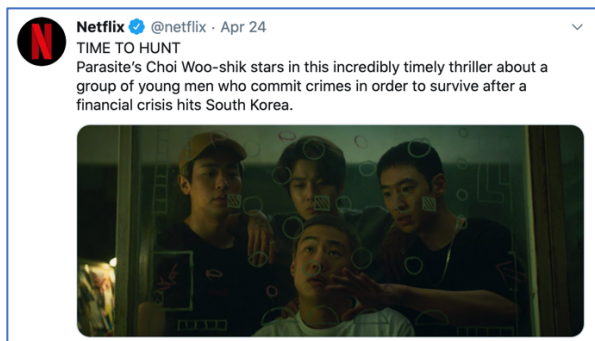 Netflix @netflix · Apr 24
TIME TO HUNT
Parasite's Choi Woo-shik stars in this incredibly timely thriller about a
group of young men who commit crimes in order to survive after a
financial crisis hits South Korea.